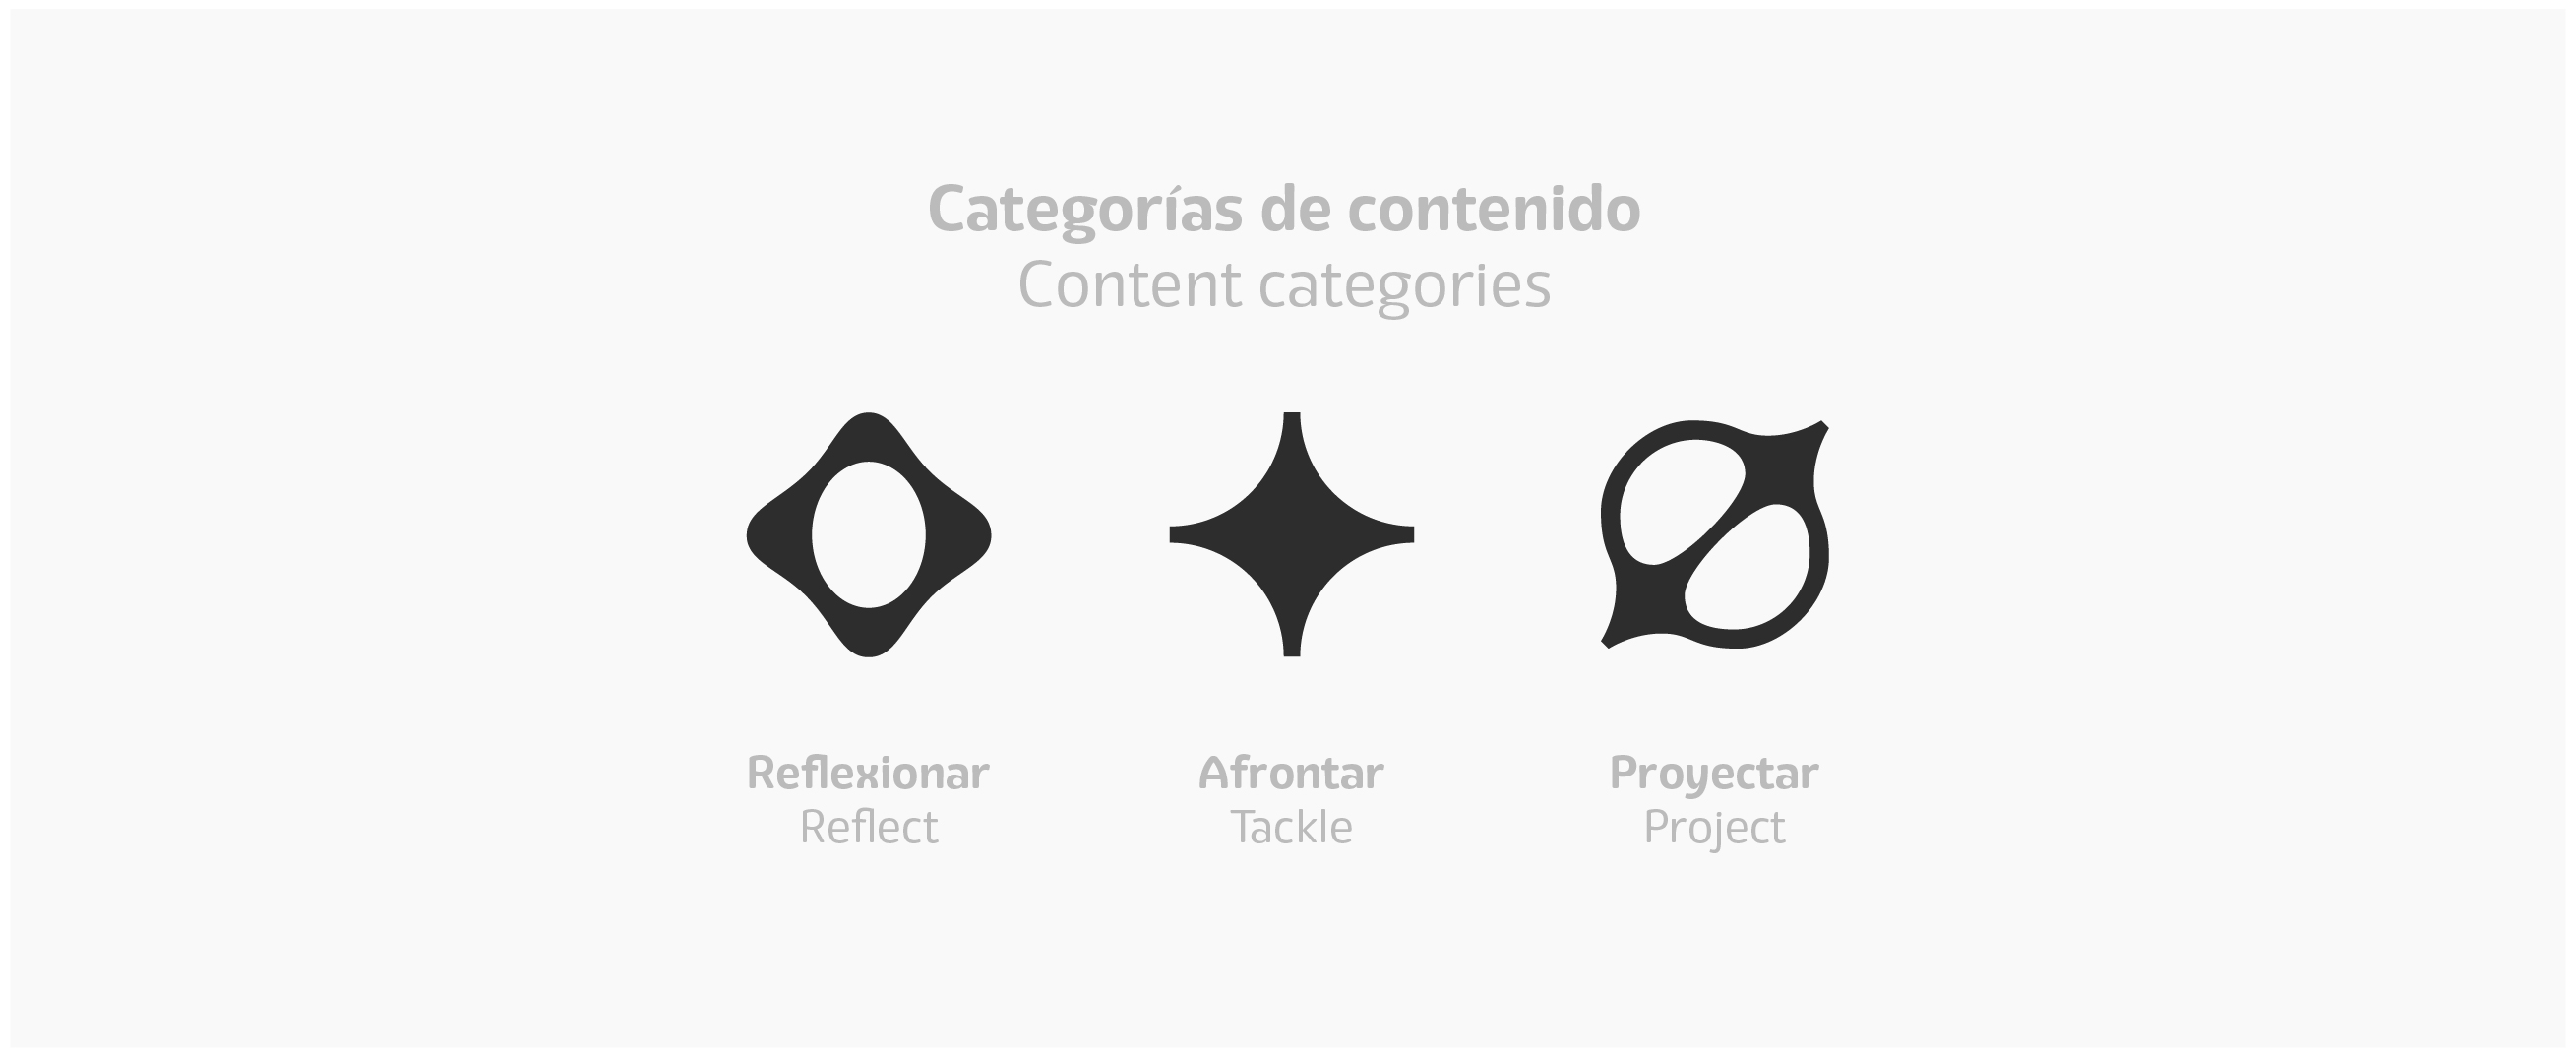 Categorías de contenido
Content categories
Reflexionar
Reflect
Afrontar
Tackle
Proyectar
Project